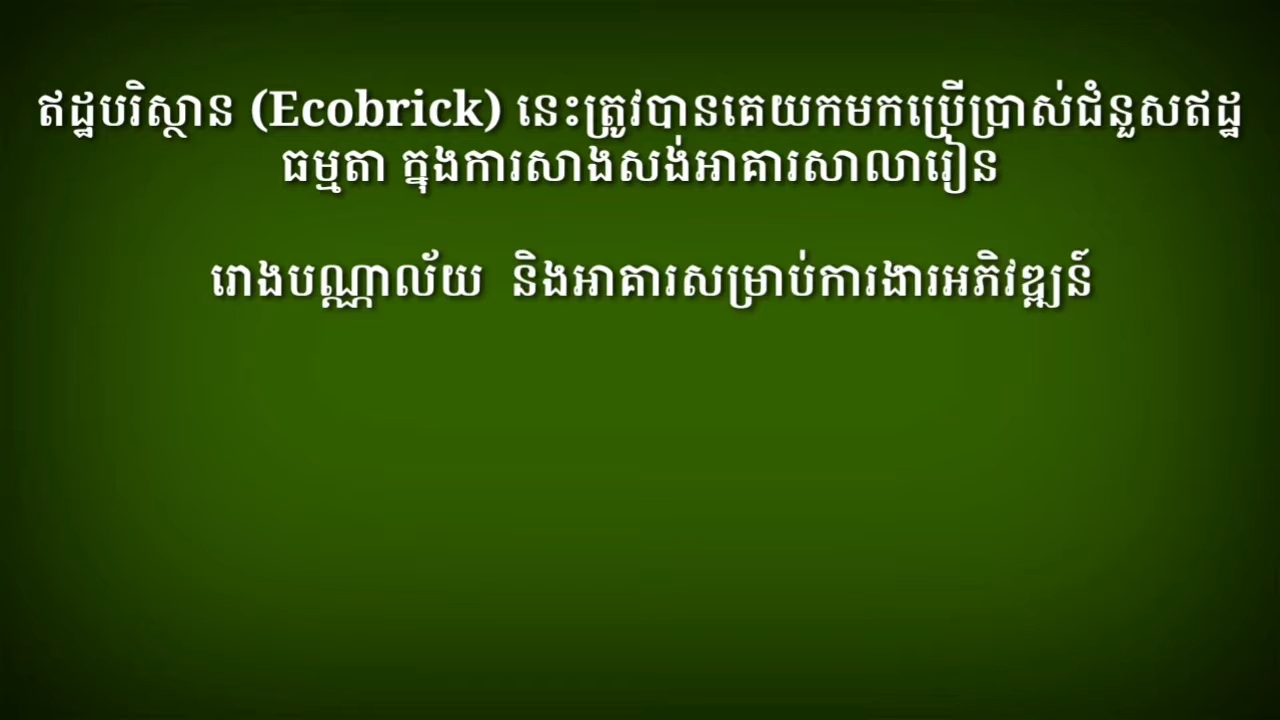 ឥដ្ឋបរិស្ថាន (Ecobrick) នេះត្រូវបានគេយកមកប្រើប្រាស់ជំនួសឥដ្ឋ
ធម្មតា ក្នុងការសាងសង់អាគារសាលារៀន
រោងបណ្ណាល័យ និងអាគារសម្រាប់ការងារអភិវឌ្ឍន៍